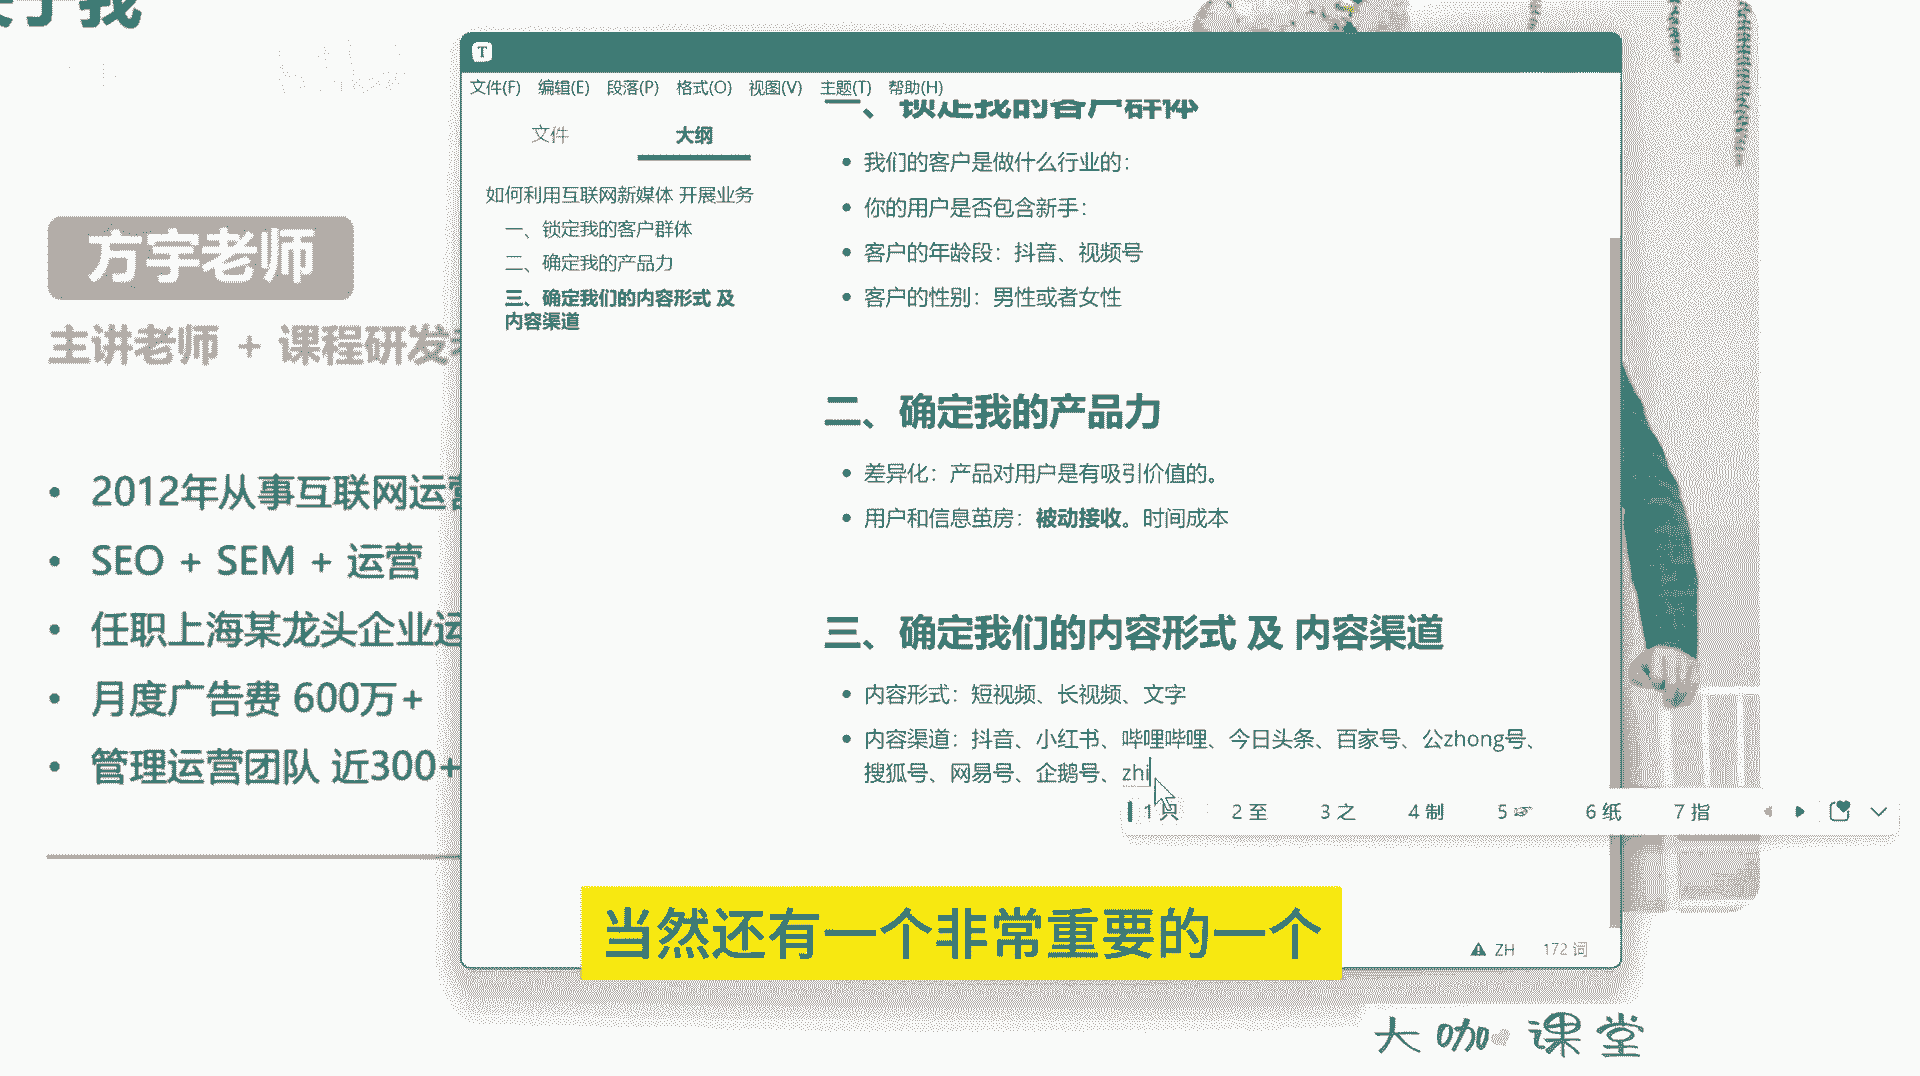 于我
方宇老师
主讲老师 + 课程研发
2012年从事互联网运营
SEO + SEM + 运营
任职上海某龙头企业运
月度广告费 600万+
管理运营团队 近300+
T
文件(F) 编辑(E) 段落(P) 格式(O) 视图(V) 主题(T) 帮助(H)
文件 大纲
如何利用互联网新媒体 开展业务
一、锁定我的客户群体
二、确定我的产品力
三、确定我们的内容形式 及
内容渠道
一、锁定我的客户群体
我们的客户是做什么行业的：
你的用户是否包含新手：
客户的年龄段：抖音、视频号
客户的性别：男性或者女性
二、确定我的产品力
差异化：产品对用户是有吸引价值的。
用户和信息茧房：被动接收。时间成本
三、确定我们的内容形式 及 内容渠道
内容形式：短视频、长视频、文字
内容渠道：抖音、小红书、哔哩哔哩、今日头条、百家号、公zhong号、
搜狐号、网易号、企鹅号、zhi
1 只 2 至 3 之 4 制 5 👉 6 纸 7 指
当然还有一个非常重要的一个
ZH 172 词
大咖课堂